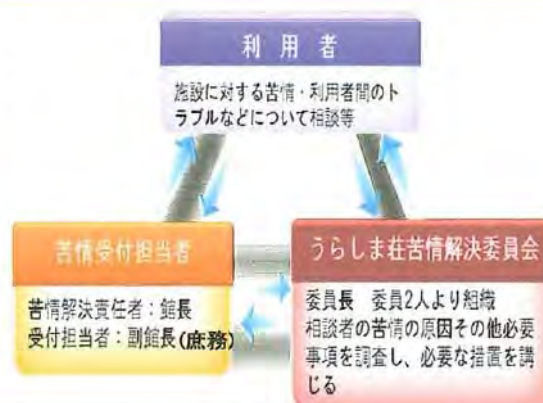 利用者
施設に対する苦情・利用者間のト
ラブルなどについて相談等
苦情受付担当者
苦情解決責任者：館長
受付担当者：副館長(庶務)
うらしま荘苦情解決委員会
委員長　委員2人より組織
相談者の苦情の原因その他必要
事項を調査し、必要な措置を講
じる